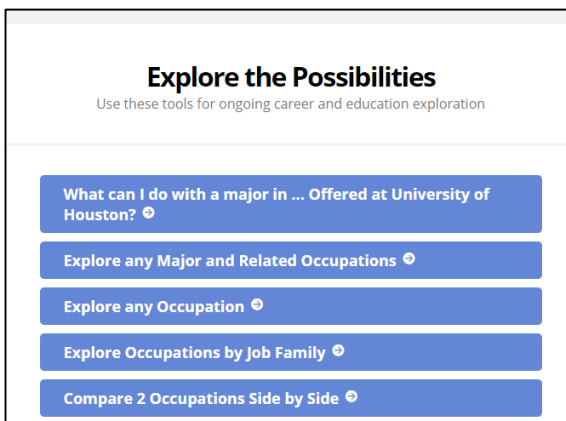 Explore the Possibilities
Use these tools for ongoing career and education exploration
What can I do with a major in ... Offered at University of
Houston?
Explore any Major and Related Occupations
Explore any Occupation
Explore Occupations by Job Family
Compare 2 Occupations Side by Side